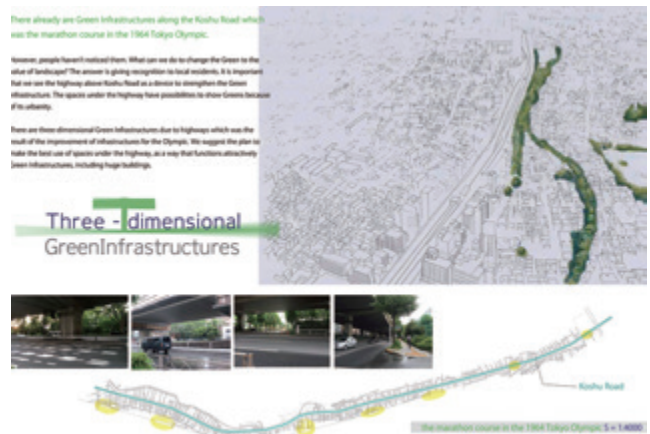 There already are Green Infrastructures along the Koshu Road which
was the marathon course in the 1964 Tokyo Olympic.
However, people haven't noticed them. What can we do to change the Green to the
value of landscape? The answer is giving recognition to local residents. It is important
that we see the highway above Koshu Road as a device to strengthen the Green
Infrastructure. The spaces under the highway have possibilities to show Greens because
of its urbanity.
There are three dimensional Green Infrastructures due to highways which was the
result of the improvement of infrastructures for the Olympic. We suggest the plan to
make the best use of spaces under the highway, as a way that functions attractively
Green Infrastructures, including huge buildings.
Three - dimensional
GreenInfrastructures
Koshu Road
the marathon course in the 1964 Tokyo Olympic S = 1:4000